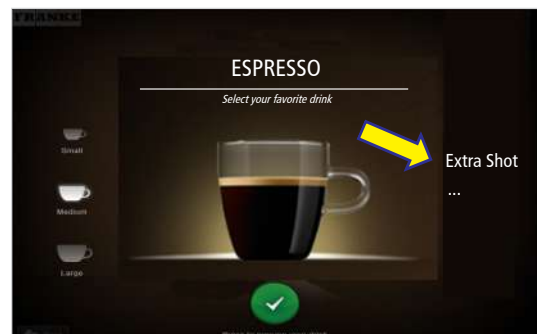 FRANKE
ESPRESSO
Select your favorite drink
Small
Medium
Large
Extra Shot
...